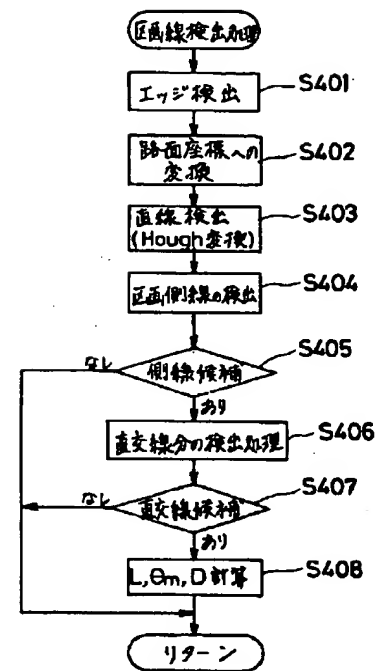 区画線検出処理
エッジ検出
S401
路面座標への
変換
S402
直線検出
(Hough変換)
S403
区画側線の検出
S404
側線候補
S405
なし
あり
直交線分の検出処理
S406
直交線候補
S407
なし
あり
L,θm,D計算
S408
リターン